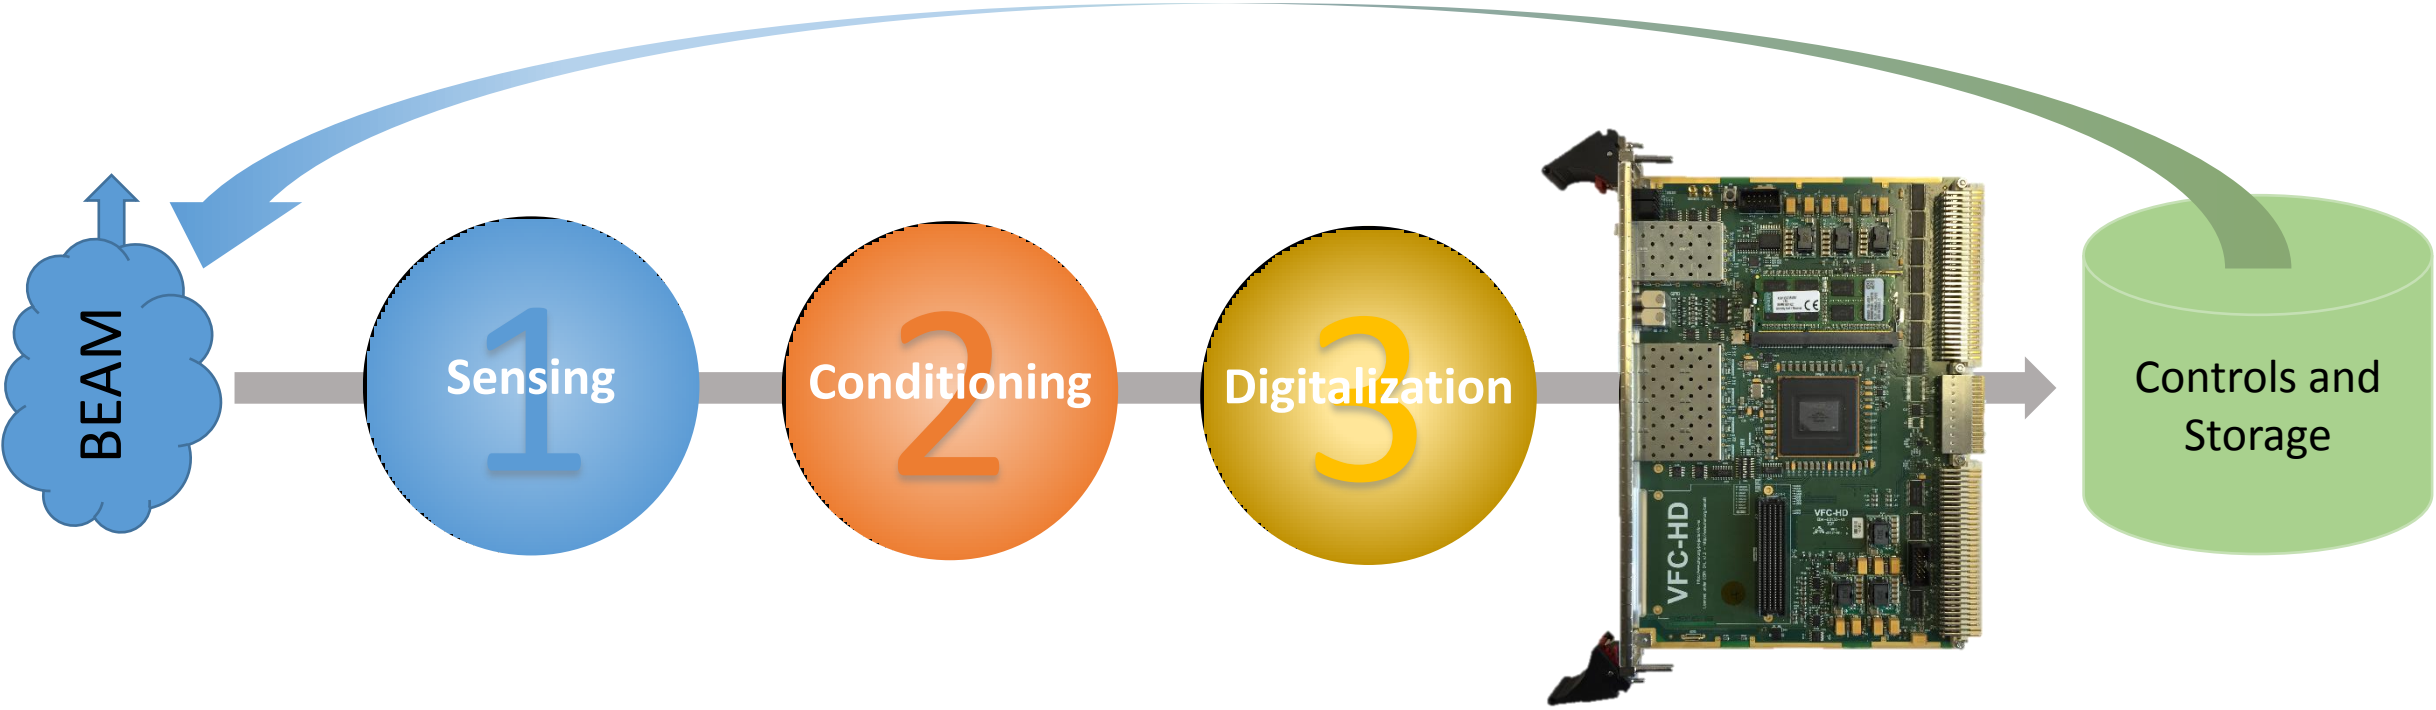 BEAM
1
Sensing
2
Conditioning
3
Digitalization
VFC-HD
VFC-HD
Controls and
Storage